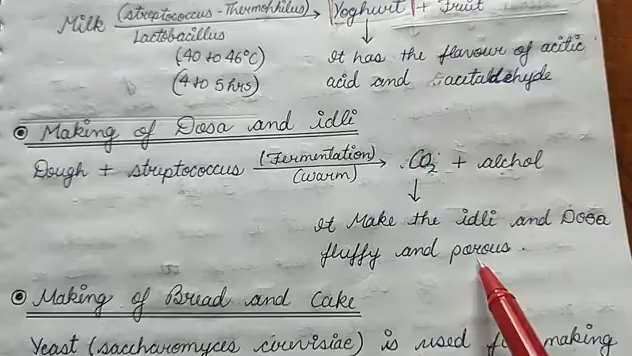 Milk (streptococcus - Thermophilus) → Yoghurt + Fruit
Lactobacillus
(40 to 46°C)
(4 to 5 hrs)
It has the flavour of acitic
acid and acetaldehyde
Making of Dosa and idli
Dough + streptococcus (Fermentation) → CO2 + alchol
(warm)
It Make the idli and Dosa
fluffy and porous.
Making of Bread and Cake
Yeast (saccharomyces cirevisiae) is used making